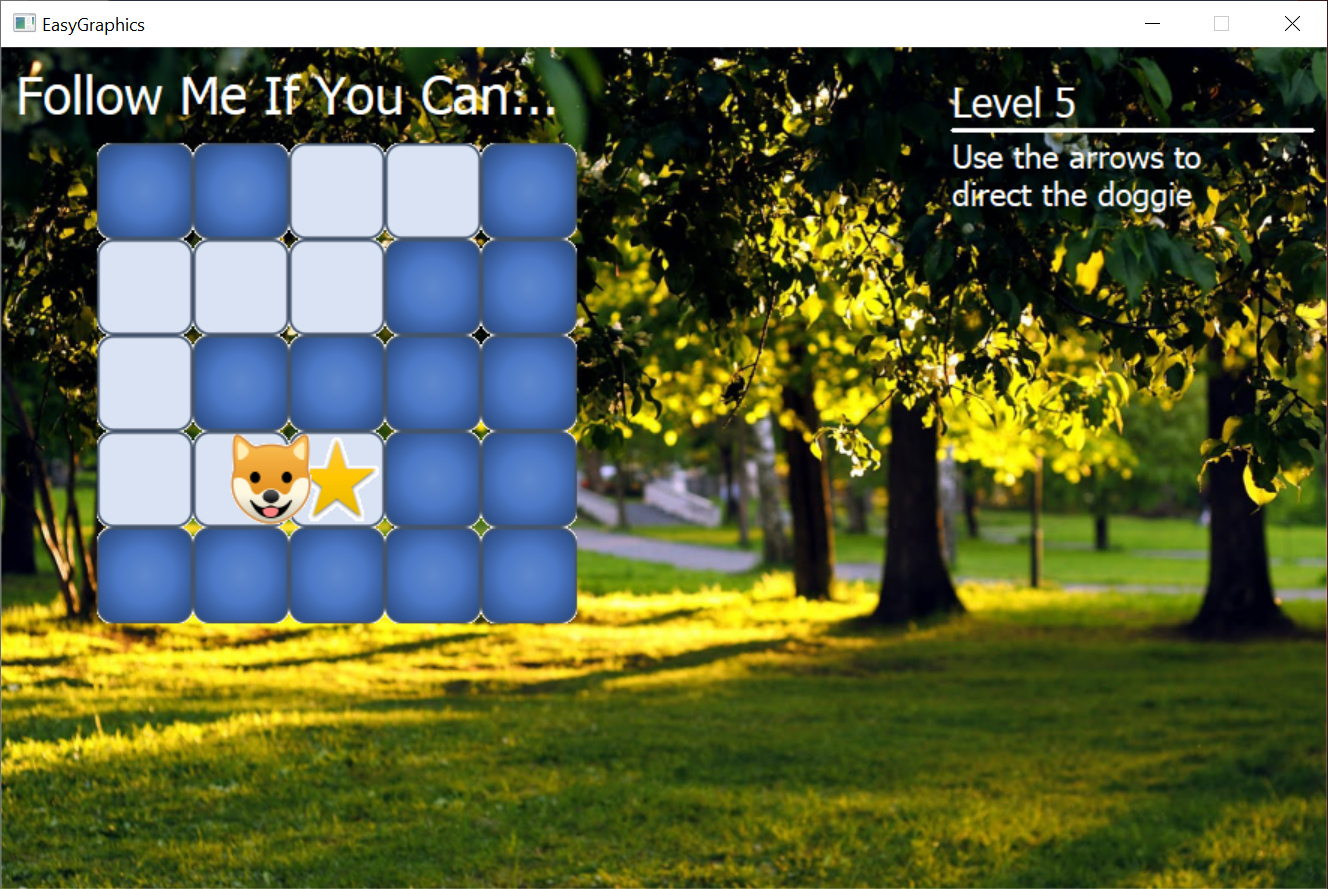 EasyGraphics
Follow Me If You Can...
Level 5
Use the arrows to
direct the doggie